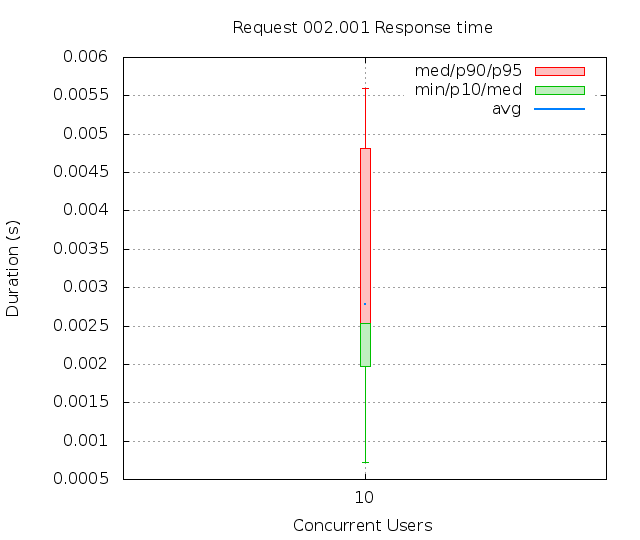 Request 002.001 Response time
med/p90/p95
min/p10/med
avg
0.006
0.0055
0.005
0.0045
0.004
0.0035
0.003
0.0025
0.002
0.0015
0.001
0.0005
Duration (s)
10
Concurrent Users